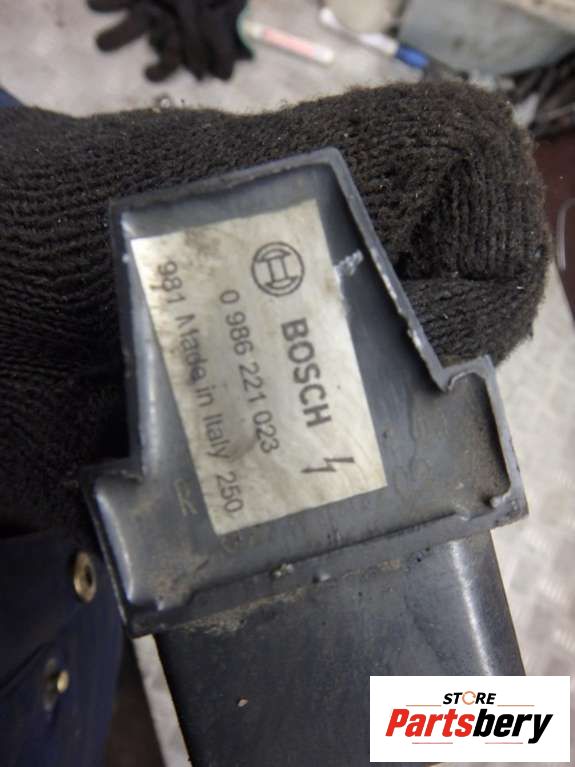 BOSCH
0 986 221 023
981 Made in Italy 250
STORE
Partsbery